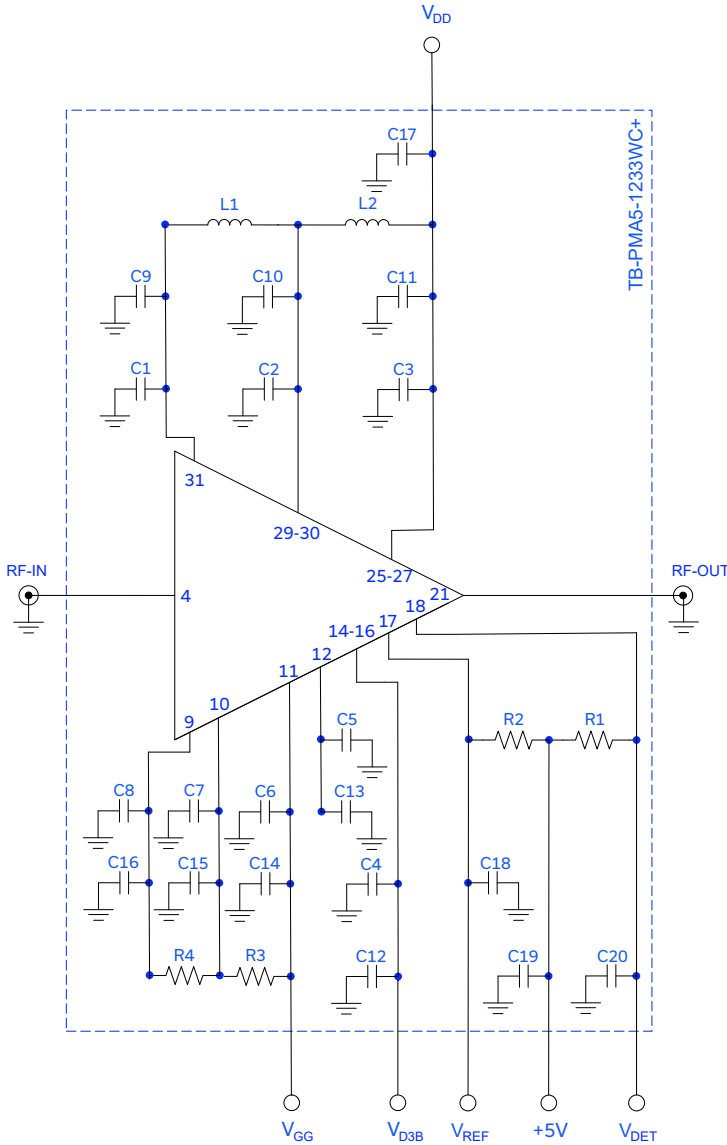 VDD
TB-PMA5-1233WC+
C17
L1
L2
C9
C10
C11
C1
C2
C3
31
29-30
25-27
RF-IN
4
21
RF-OUT
18
17
14-16
12
11
10
9
C5
R2
R1
C8
C7
C6
C13
C16
C15
C14
C4
C18
R4
R3
C12
C19
C20
VGG
VD3B
VREF
+5V
VDET